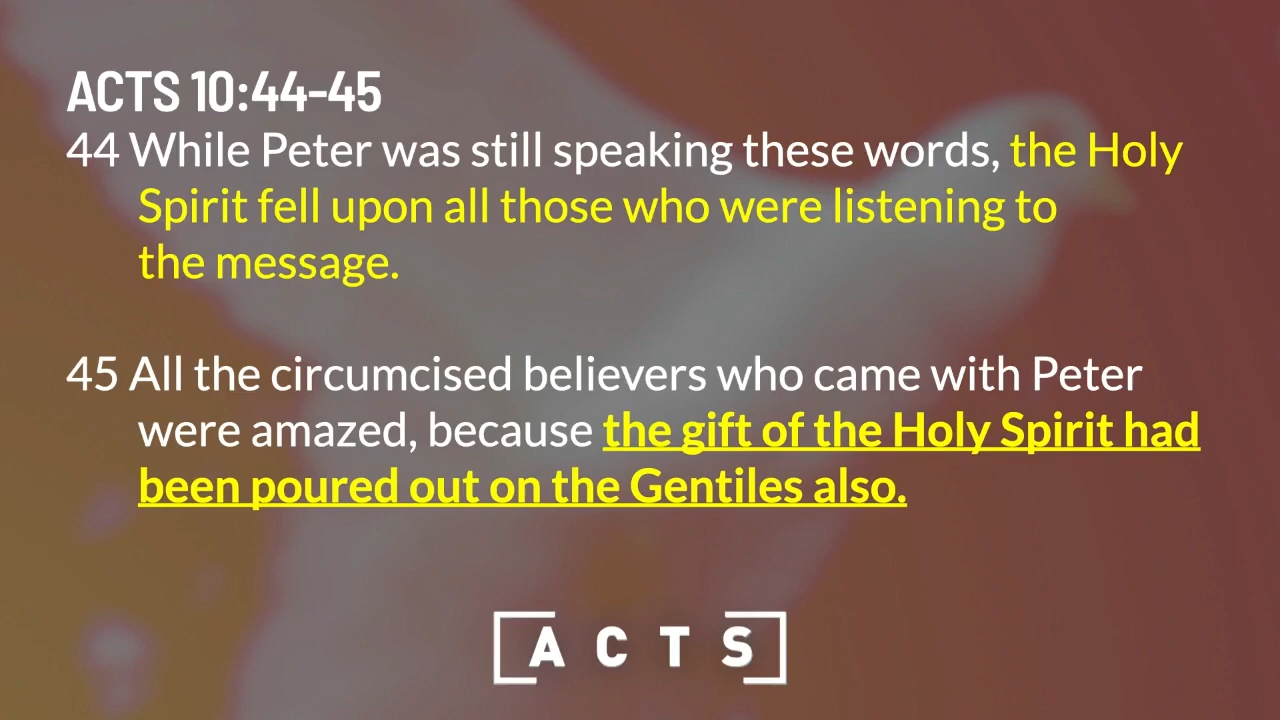 ACTS 10:44-45
44 While Peter was still speaking these words, the Holy
Spirit fell upon all those who were listening to
the message.
45 All the circumcised believers who came with Peter
were amazed, because the gift of the Holy Spirit had
been poured out on the Gentiles also.
ACTS